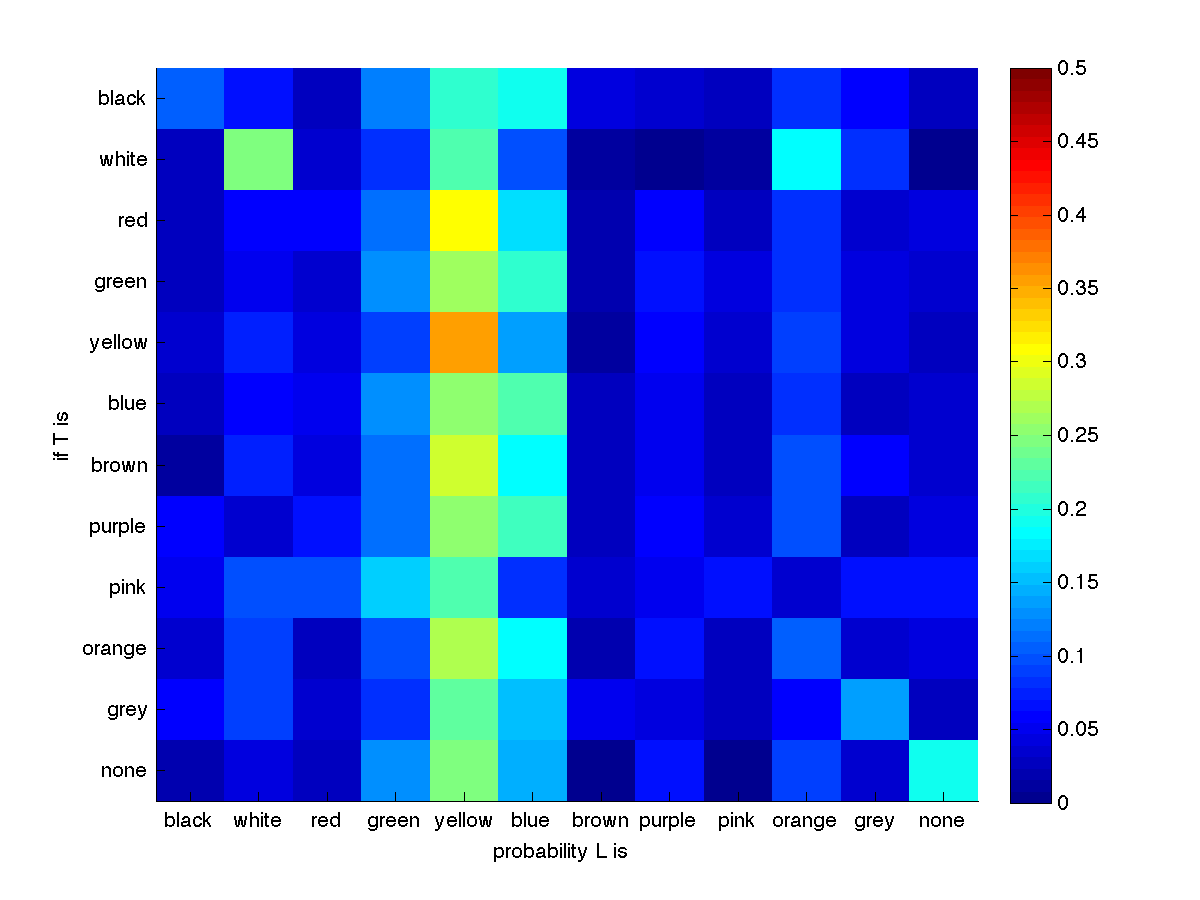 black
white
red
green
yellow
blue
brown
purple
pink
orange
grey
none
if T is
black white red green yellow blue brown purple pink orange grey none
probability L is
0.5
0.45
0.4
0.35
0.3
0.25
0.2
0.15
0.1
0.05
0